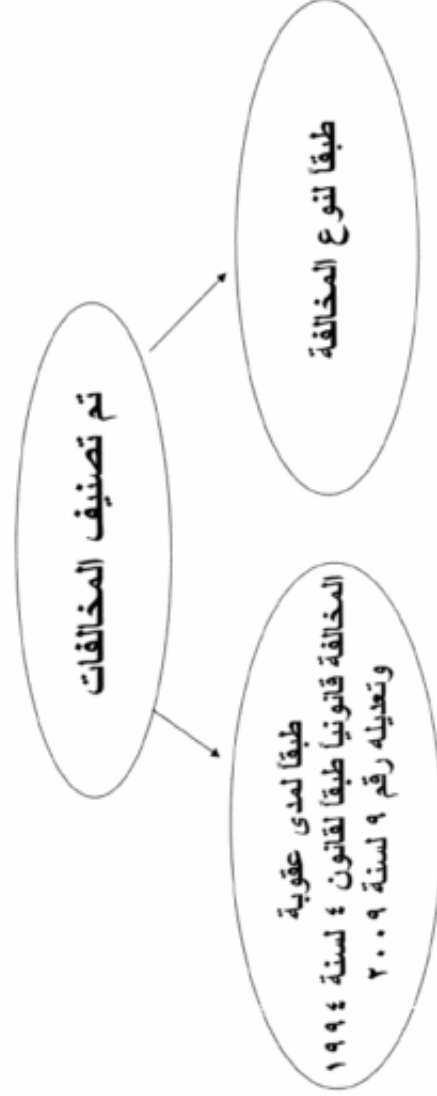 تم تصنيف المخالفات
طبقاً لنوع المخالفة
طبقاً لمدى عقوبة
المخالفة قانونياً طبقاً لقانون ٤ لسنة ١٩٩٤
وتعديله رقم ٩ لسنة ٢٠٠٩